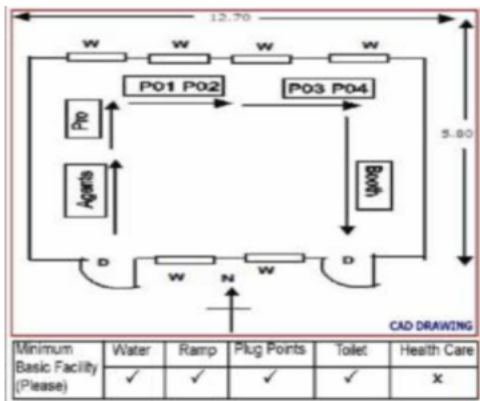 12.70
W W W W
P01 P02 P03 P04
Pro
5.80
Agents
Booth
D D
W W
N
CAD DRAWING
Minimum Basic Facility (Please) Water Ramp Plug Points Toilet Health Care
✓ ✓ ✓ ✓ x